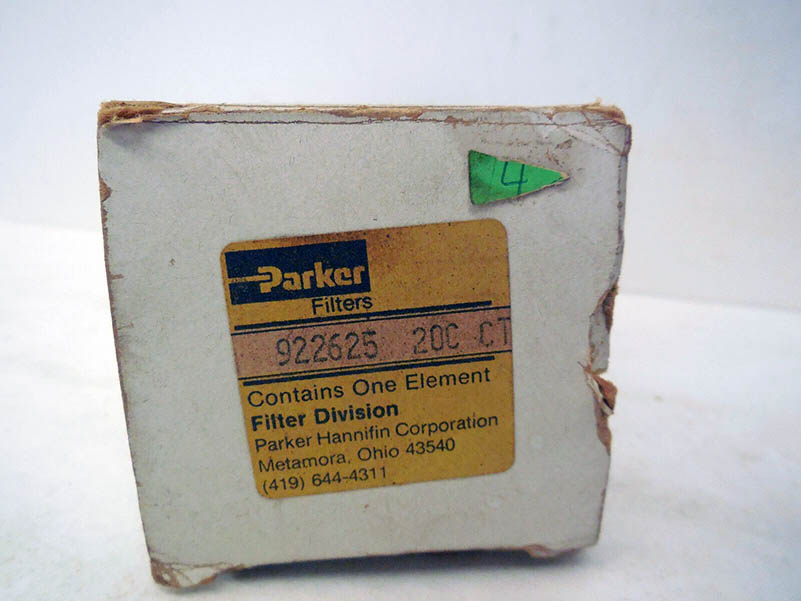 4
Parker
Filters
922625 20C CT
Contains One Element
Filter Division
Parker Hannifin Corporation
Metamora, Ohio 43540
(419) 644-4311